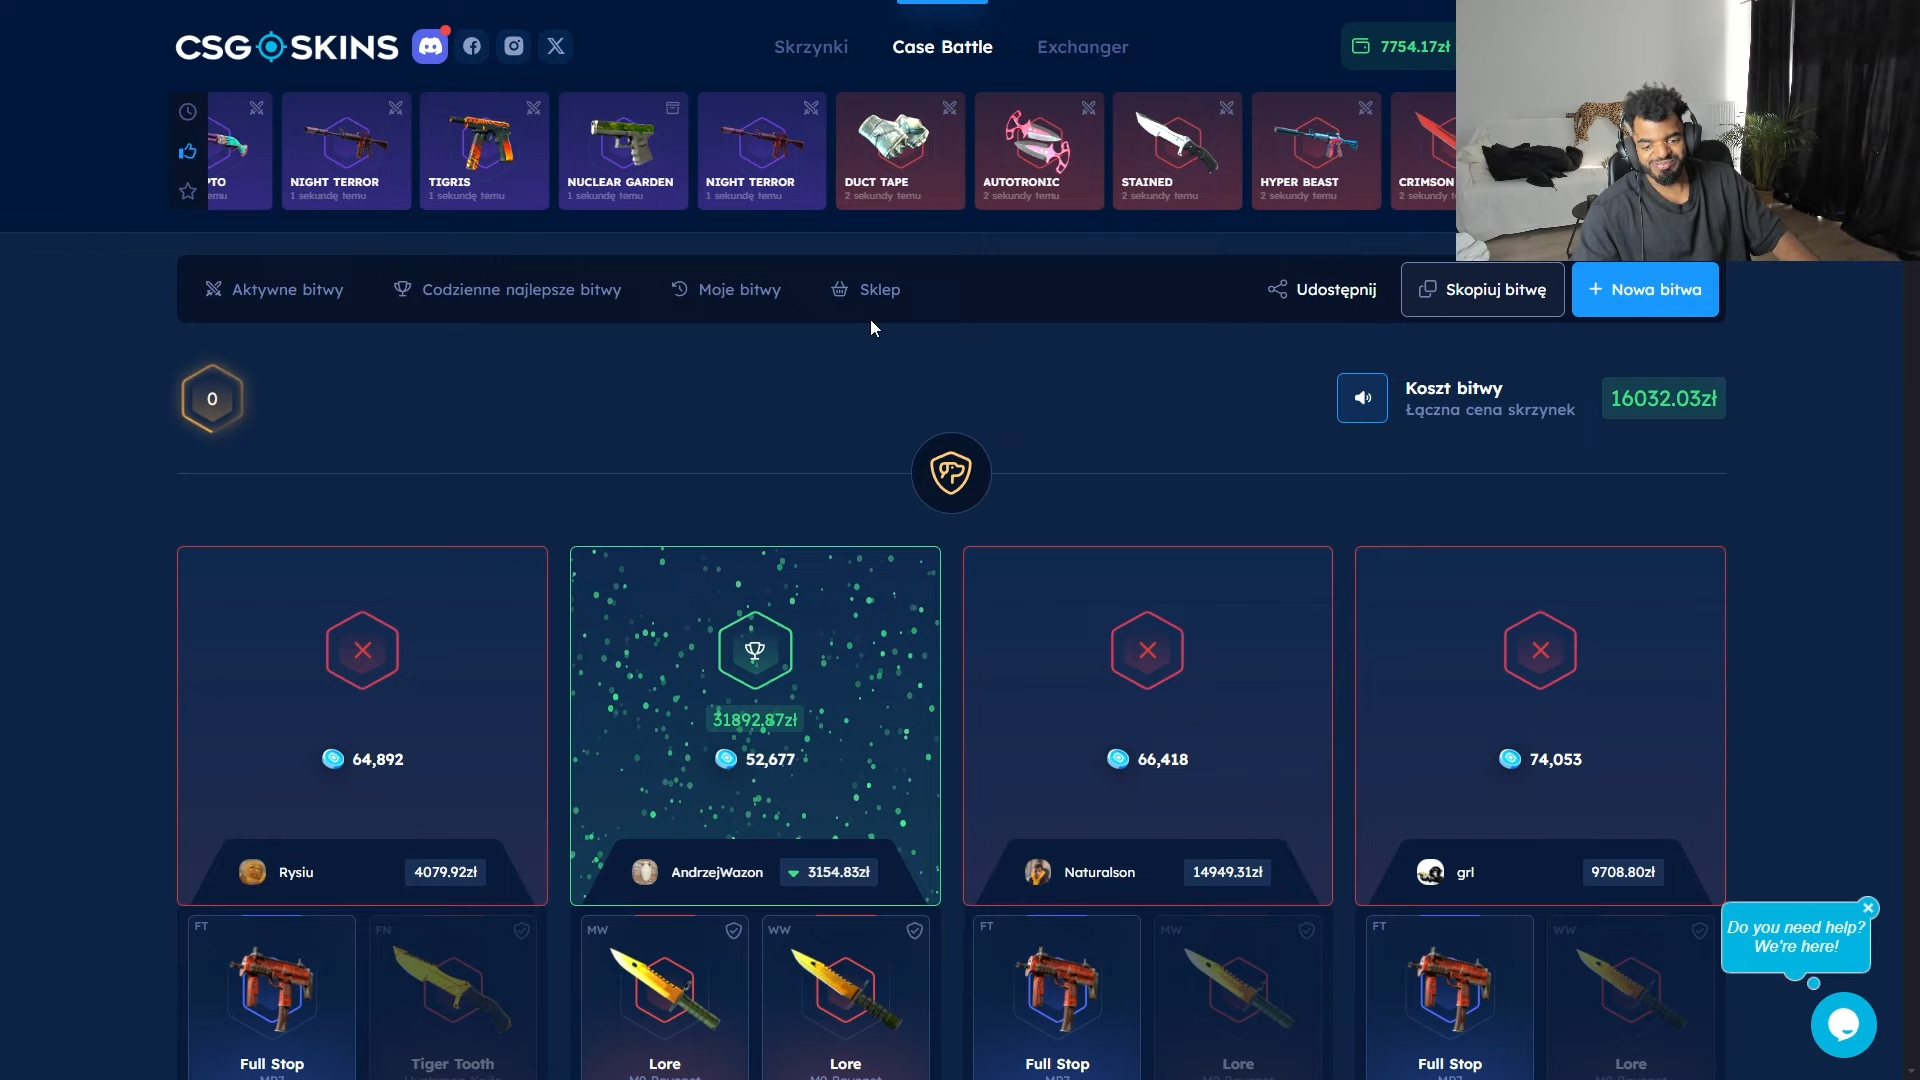 CSGOSKINS
Skrzynki
Case Battle
Exchanger
7754.17zł
NIGHT TERROR
1 sekundę temu
TIGRIS
1 sekundę temu
NUCLEAR GARDEN
1 sekundę temu
NIGHT TERROR
1 sekundę temu
DUCT TAPE
2 sekundy temu
AUTOTRONIC
2 sekundy temu
STAINED
2 sekundy temu
HYPER BEAST
2 sekundy temu
CRIMSON
2 sekundy
Aktywne bitwy
Codzienne najlepsze bitwy
Moje bitwy
Sklep
Udostępnij
Skopiuj bitwę
+ Nowa bitwa
0
Koszt bitwy
Łączna cena skrzynek
16032.03zł
64,892
31892.87zł
52,677
66,418
74,053
Rysiu
4079.92zł
AndrzejWazon
3154.83zł
Naturalson
14949.31zł
grl
9708.80zł
Do you need help?
We're here!
FT
FN
MW
WW
FT
MW
FT
WW
Full Stop
Tiger Tooth
Lore
Lore
Full Stop
Lore
Full Stop
Lore